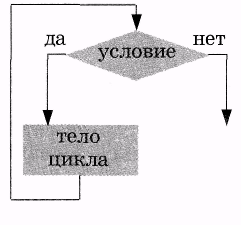 да
условие
нет
тело
цикла